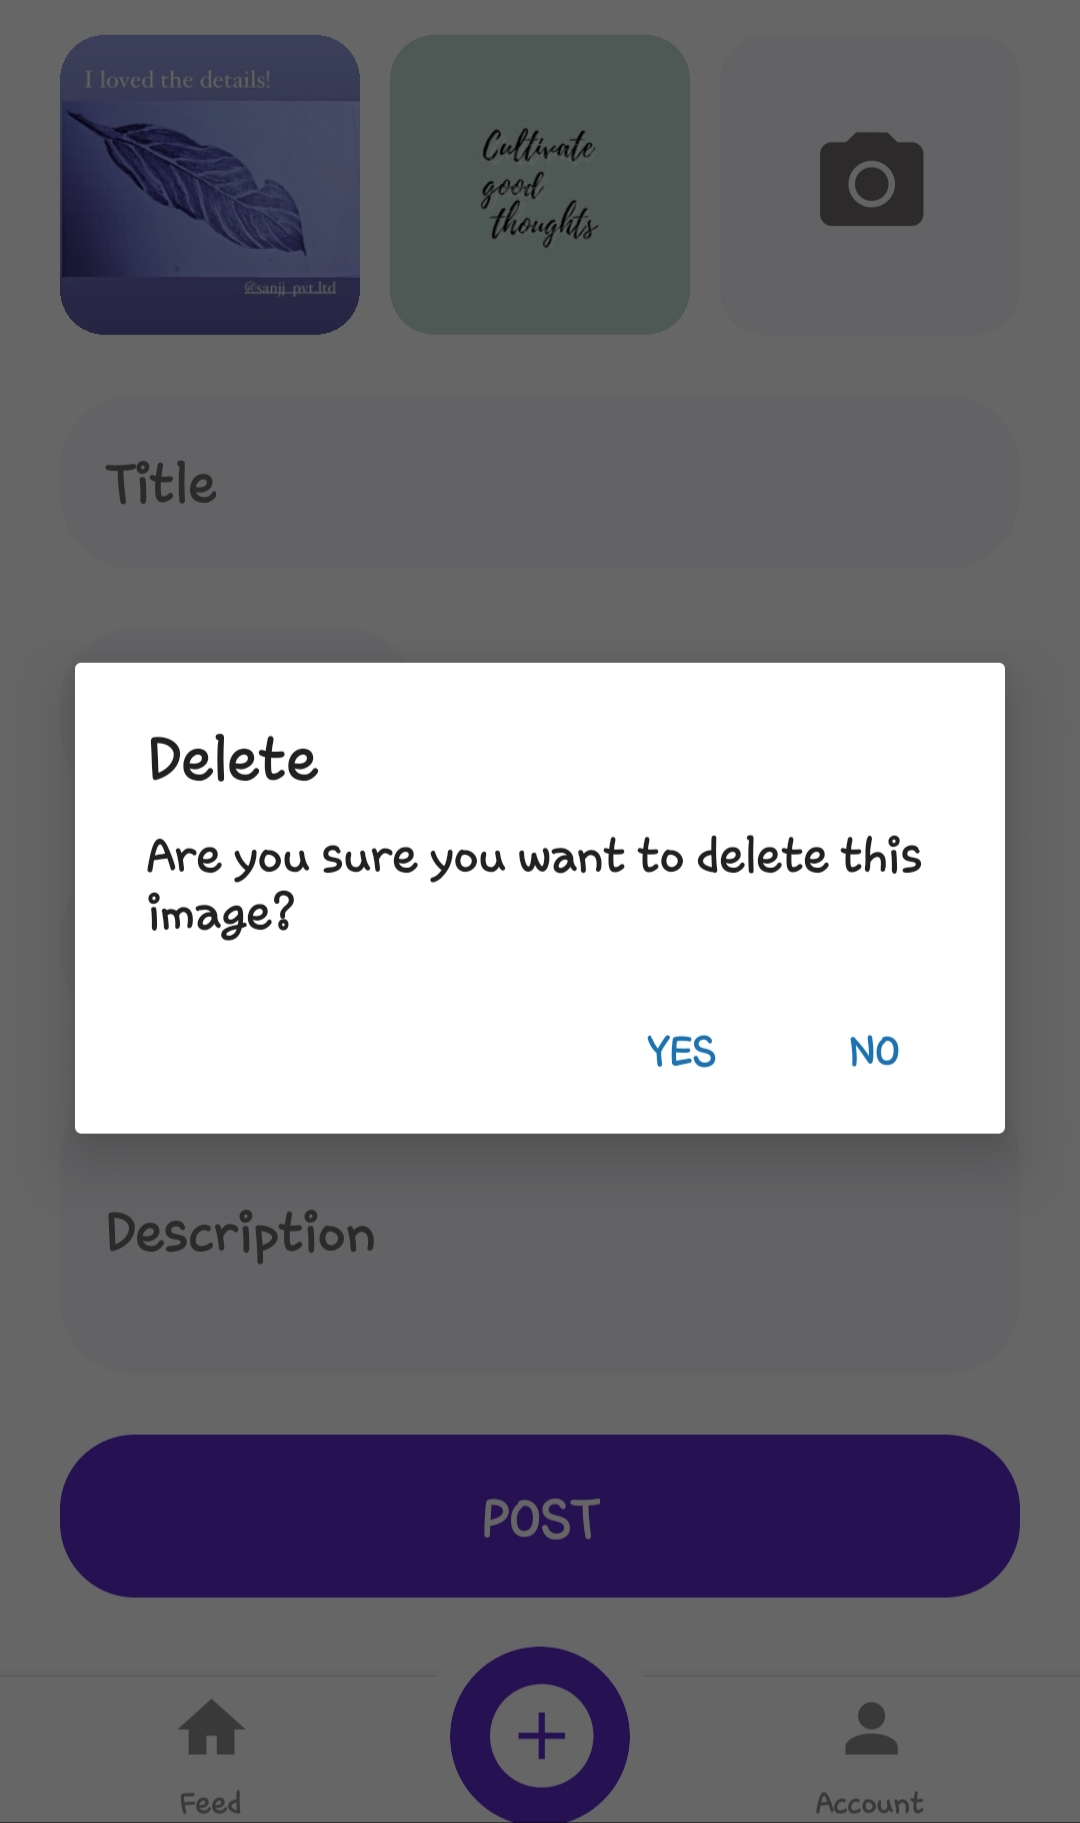 I loved the details!
@sanjj_pvt.ltd
Cultivate
good
thoughts
Title
Delete
Are you sure you want to delete this
image?
YES NO
Description
POST
Feed Account